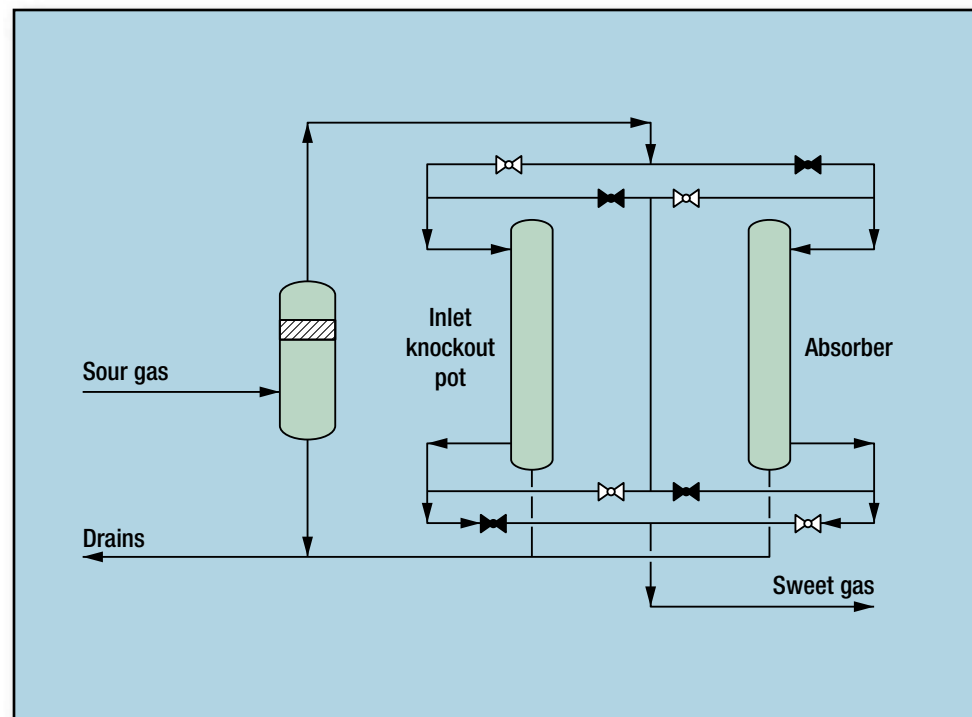 Inlet
knockout
pot
Absorber
Sour gas
Drains
Sweet gas